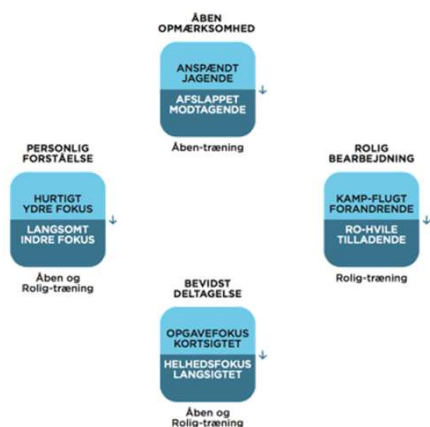 ÅBEN
OPMÆRKSOMHED
ANSPÆNDT
JAGENDE
AFSLAPPET
MODTAGENDE
Åben-træning
PERSONLIG
FORSTÅELSE
HURTIGT
YDRE FOKUS
LANGSOMT
INDRE FOKUS
Åben og
Rolig-træning
ROLIG
BEARBEJDNING
KAMP-FLUGT
FORANDRENDE
RO-HVILE
TILLADENDE
Rolig-træning
BEVIDST
DELTAGELSE
OPGAVEFOKUS
KORTSIGTET
HELHEDSFOKUS
LANGSIGTET
Åben og
Rolig-træning